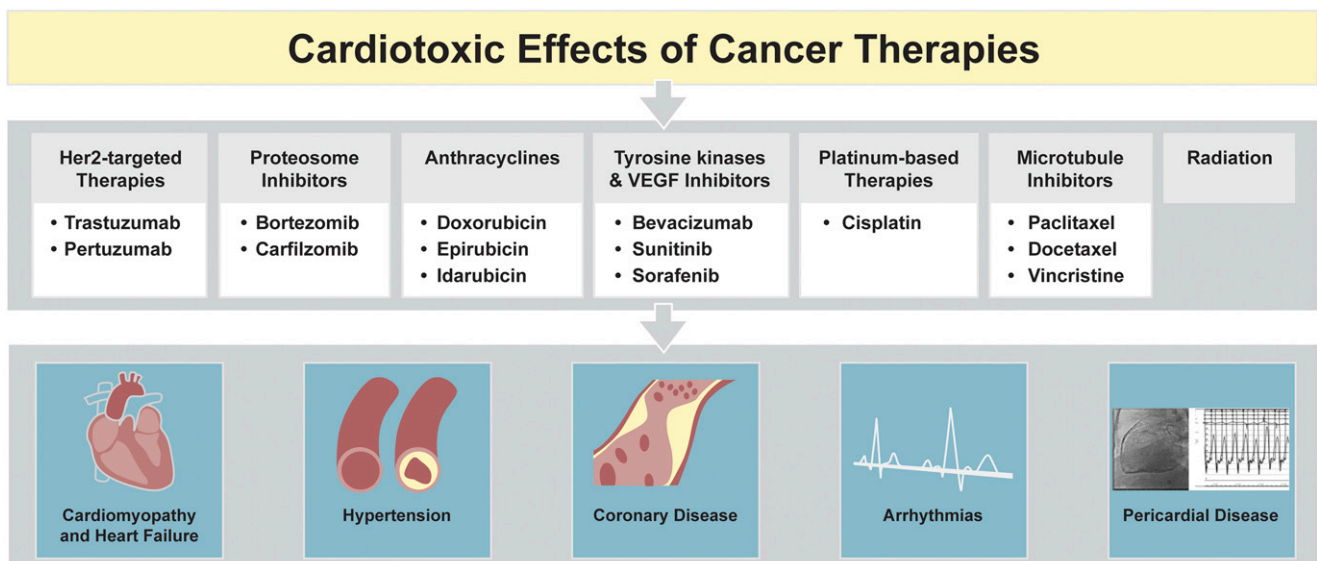 Cardiotoxic Effects of Cancer Therapies
Her2-targeted
Therapies
• Trastuzumab
• Pertuzumab
Proteosome
Inhibitors
• Bortezomib
• Carfilzomib
Anthracyclines
• Doxorubicin
• Epirubicin
• Idarubicin
Tyrosine kinases
& VEGF Inhibitors
• Bevacizumab
• Sunitinib
• Sorafenib
Platinum-based
Therapies
• Cisplatin
Microtubule
Inhibitors
• Paclitaxel
• Docetaxel
• Vincristine
Radiation
Cardiomyopathy
and Heart Failure
Hypertension
Coronary Disease
Arrhythmias
Pericardial Disease